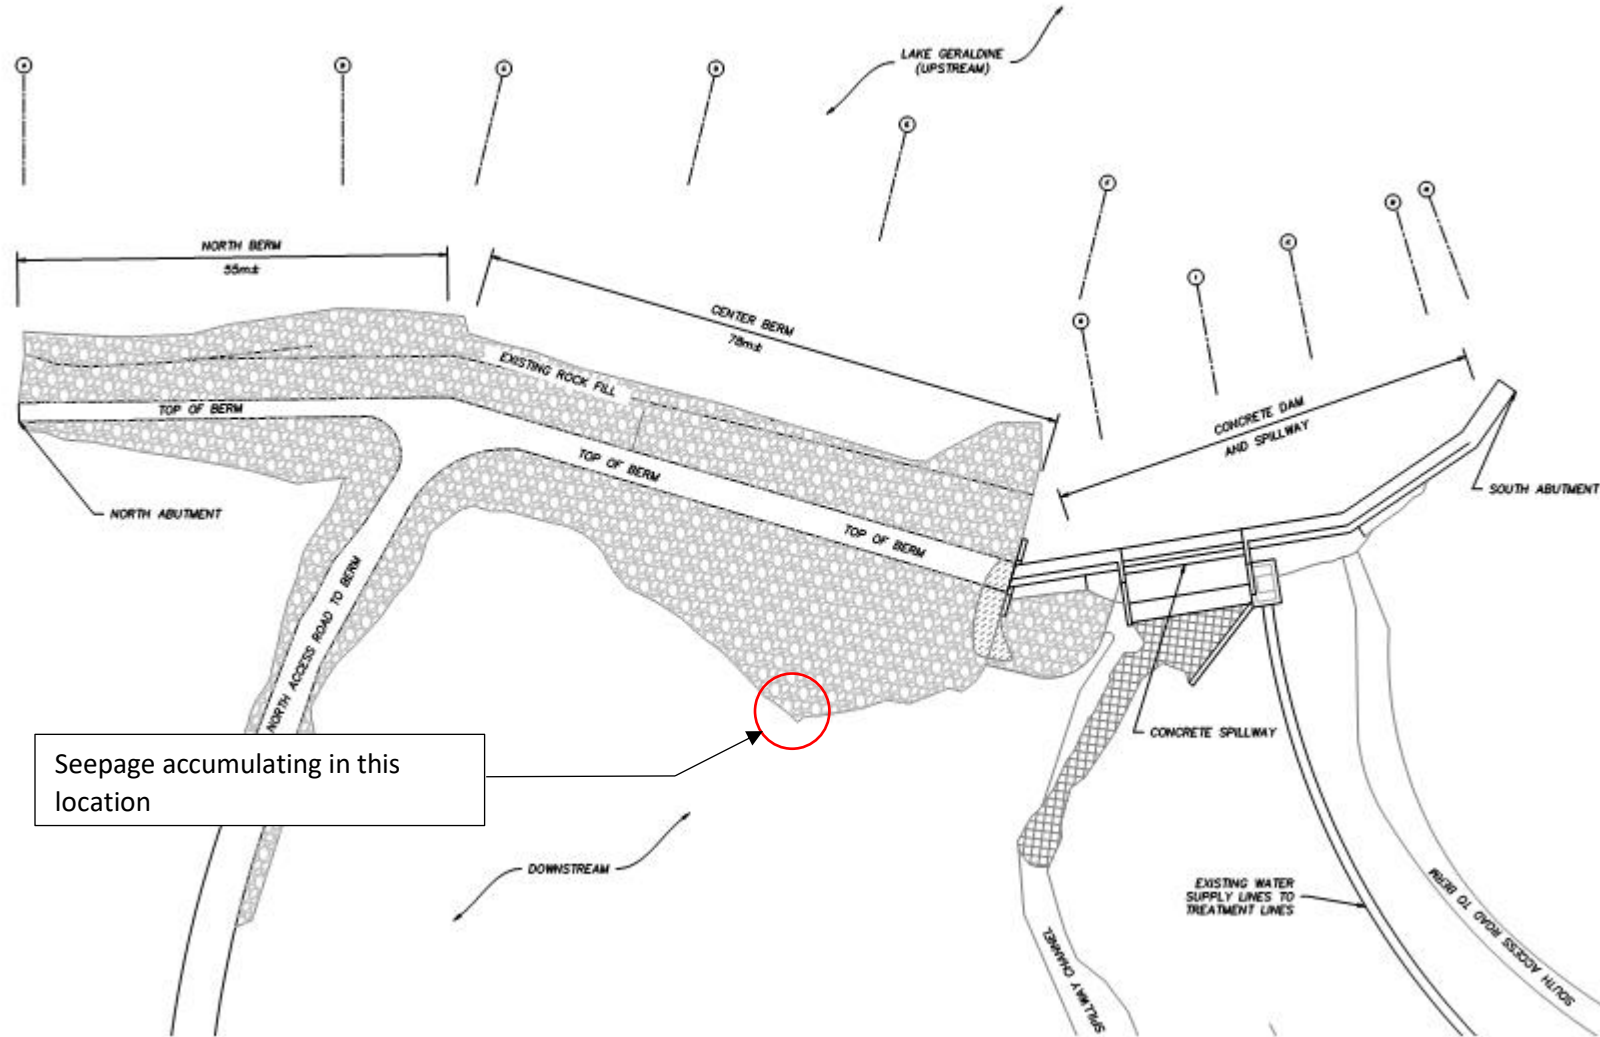 LAKE GERALDINE
(UPSTREAM)
NORTH BERM
55m±
CENTER BERM
78m±
EXISTING ROCK FILL
TOP OF BERM
TOP OF BERM
TOP OF BERM
CONCRETE DAM
AND SPILLWAY
SOUTH ABUTMENT
NORTH ABUTMENT
NORTH ACCESS ROAD TO BERM
CONCRETE SPILLWAY
Seepage accumulating in this
location
DOWNSTREAM
EXISTING WATER
SUPPLY LINES TO
TREATMENT LINES
SPILLWAY CHANNEL
SOUTH ACCESS ROAD TO BERM